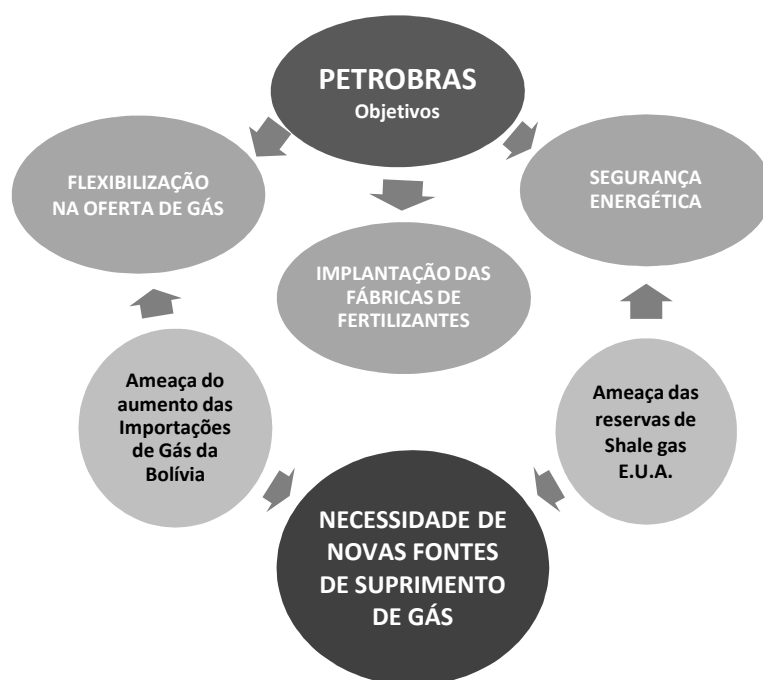 PETROBRAS
Objetivos
FLEXIBILIZAÇÃO
NA OFERTA DE GÁS
SEGURANÇA
ENERGÉTICA
IMPLANTAÇÃO DAS
FÁBRICAS DE
FERTILIZANTES
Ameaça do
aumento das
Importações
de Gás da
Bolívia
Ameaça das
reservas de
Shale gas
E.U.A.
NECESSIDADE DE
NOVAS FONTES
DE SUPRIMENTO
DE GÁS